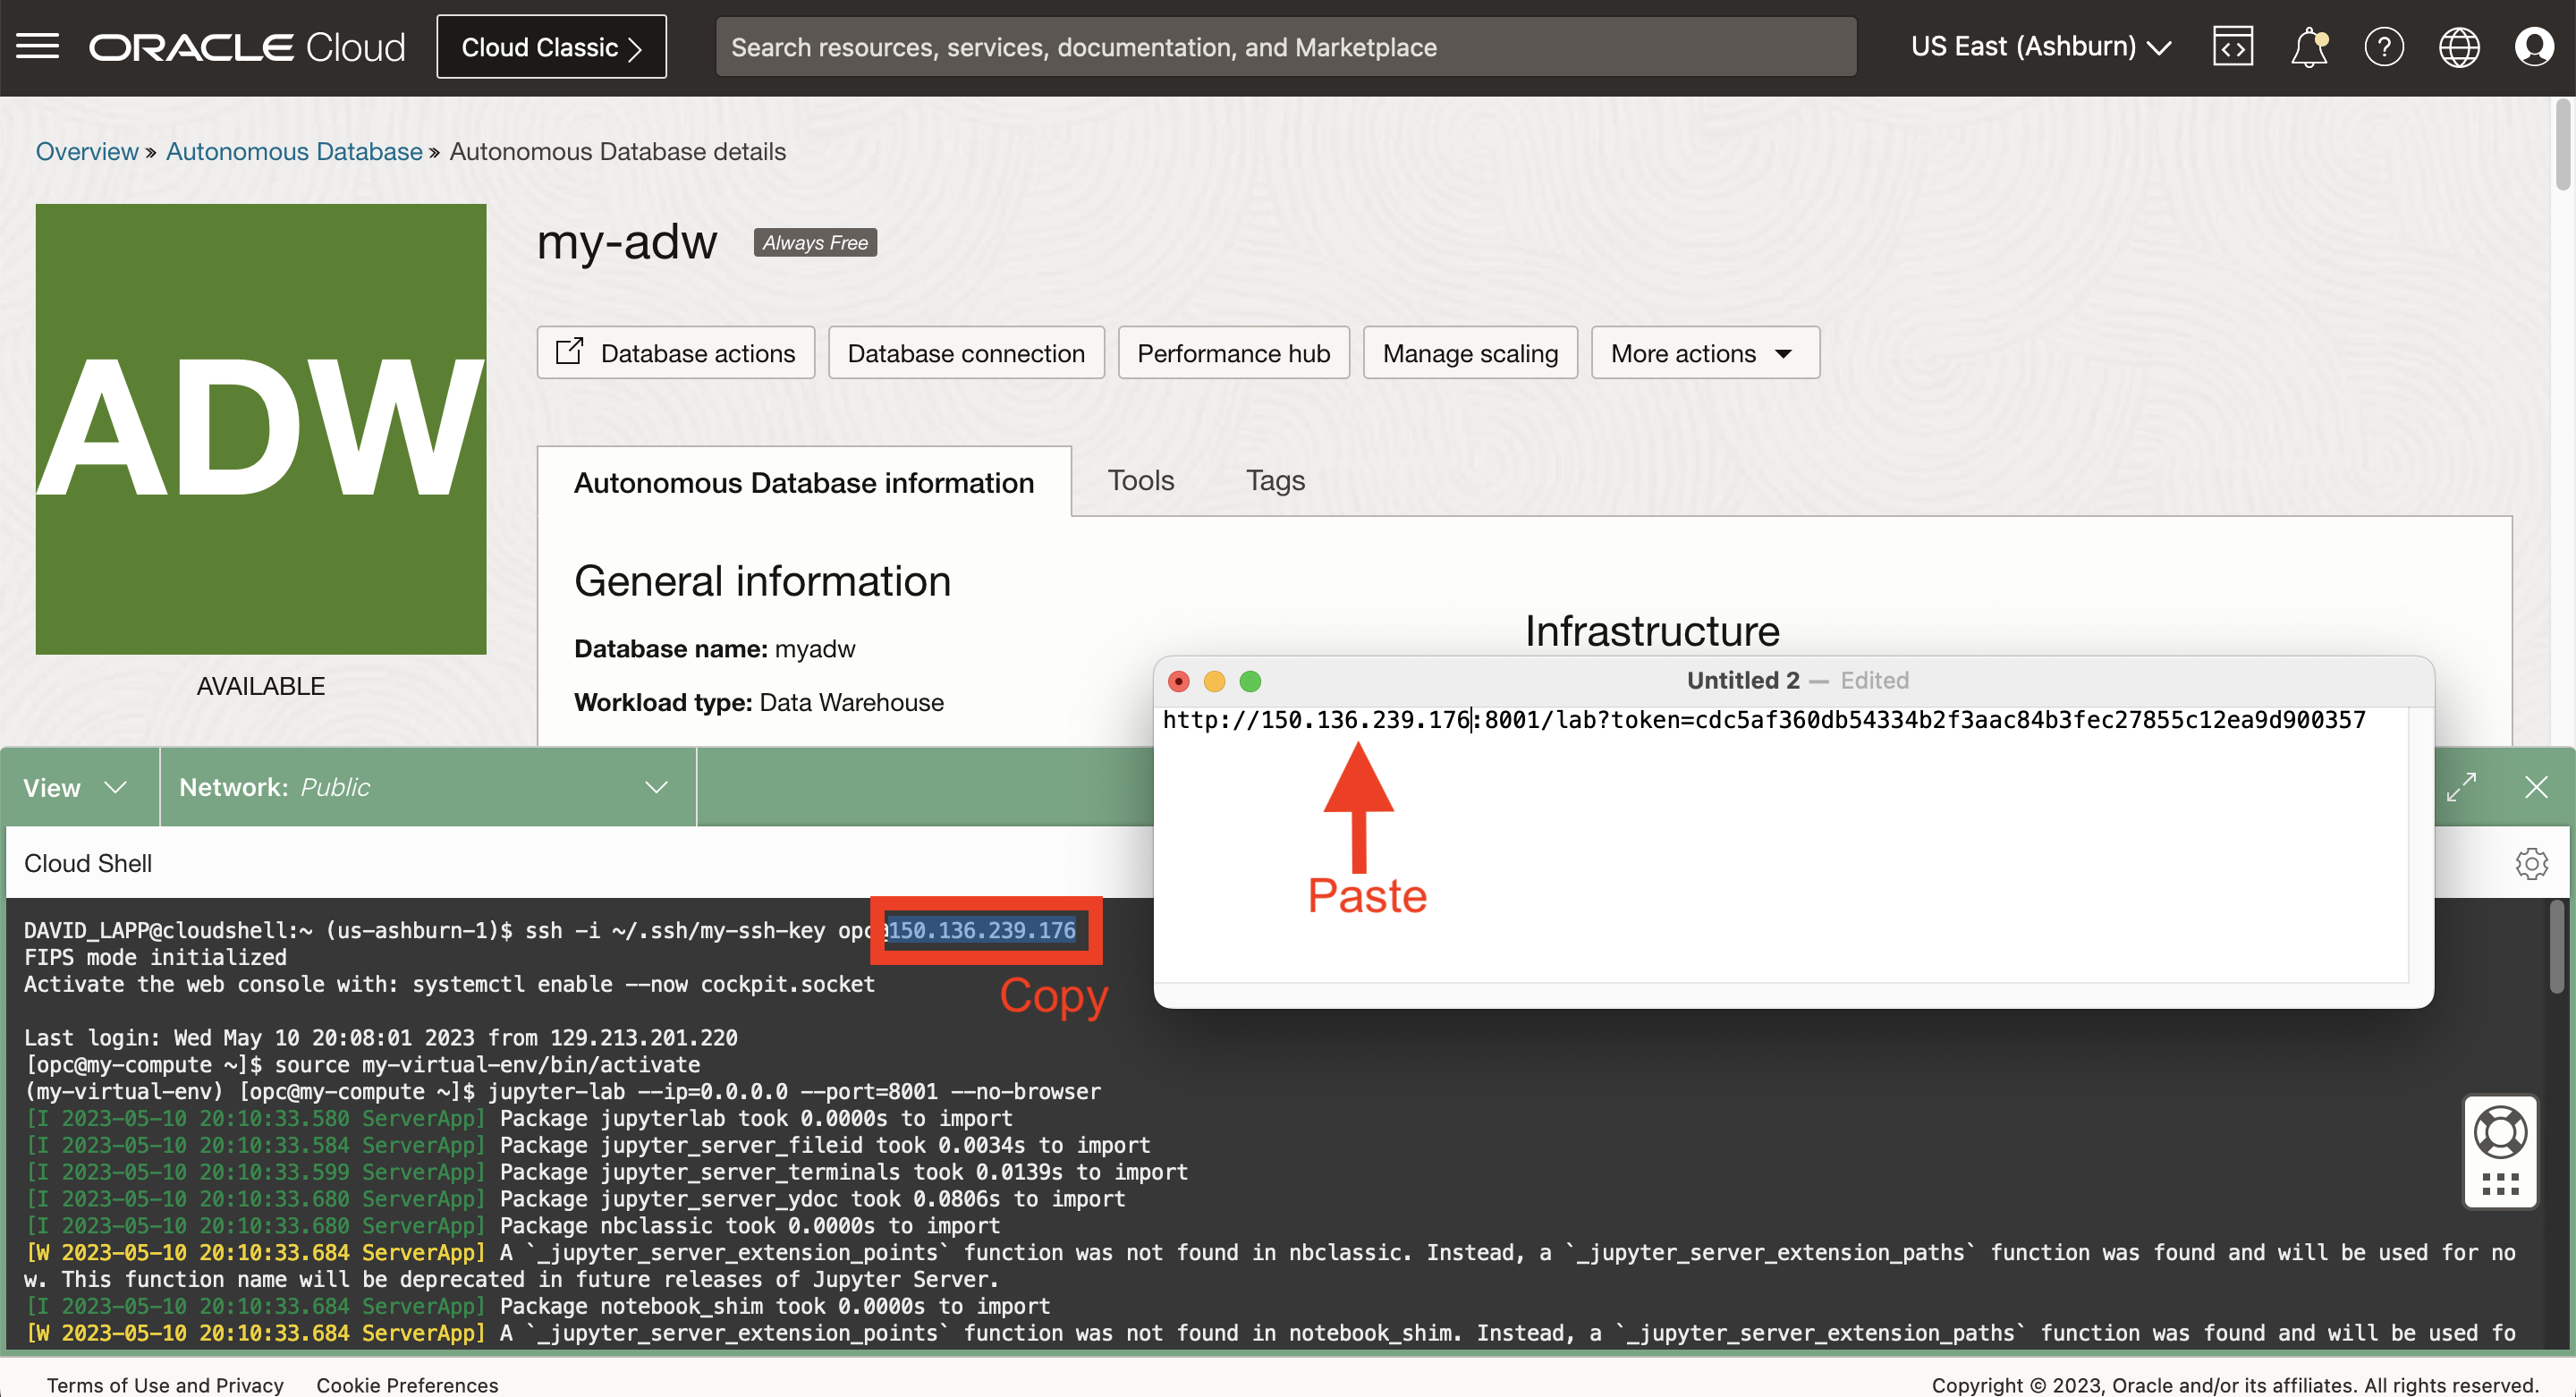 ORACLE Cloud
Cloud Classic
Search resources, services, documentation, and Marketplace
US East (Ashburn)
Overview » Autonomous Database » Autonomous Database details
ADW
AVAILABLE
my-adw Always Free
Database actions
Database connection
Performance hub
Manage scaling
More actions
Autonomous Database information
Tools
Tags
General information
Database name: myadw
Workload type: Data Warehouse
Infrastructure
Untitled 2 — Edited
http://150.136.239.176:8001/lab?token=cdc5af360db54334b2f3aac84b3fec27855c12ea9d900357
Paste
View
Network: Public
Cloud Shell
DAVID_LAPP@cloudshell:~ (us-ashburn-1)$ ssh -i ~/.ssh/my-ssh-key opc@150.136.239.176
Copy
FIPS mode initialized
Activate the web console with: systemctl enable --now cockpit.socket
Last login: Wed May 10 20:08:01 2023 from 129.213.201.220
[opc@my-compute ~]$ source my-virtual-env/bin/activate
(my-virtual-env) [opc@my-compute ~]$ jupyter-lab --ip=0.0.0.0 --port=8001 --no-browser
[I 2023-05-10 20:10:33.580 ServerApp] Package jupyterlab took 0.0000s to import
[I 2023-05-10 20:10:33.584 ServerApp] Package jupyter_server_fileid took 0.0034s to import
[I 2023-05-10 20:10:33.599 ServerApp] Package jupyter_server_terminals took 0.0139s to import
[I 2023-05-10 20:10:33.680 ServerApp] Package jupyter_server_ydoc took 0.0806s to import
[I 2023-05-10 20:10:33.680 ServerApp] Package nbclassic took 0.0000s to import
[W 2023-05-10 20:10:33.684 ServerApp] A `_jupyter_server_extension_points` function was not found in nbclassic. Instead, a `_jupyter_server_extension_paths` function was found and will be used for no
w. This function name will be deprecated in future releases of Jupyter Server.
[I 2023-05-10 20:10:33.684 ServerApp] Package notebook_shim took 0.0000s to import
[W 2023-05-10 20:10:33.684 ServerApp] A `_jupyter_server_extension_points` function was not found in notebook_shim. Instead, a `_jupyter_server_extension_paths` function was found and will be used fo
Terms of Use and Privacy
Cookie Preferences
Copyright © 2023, Oracle and/or its affiliates. All rights reserved.